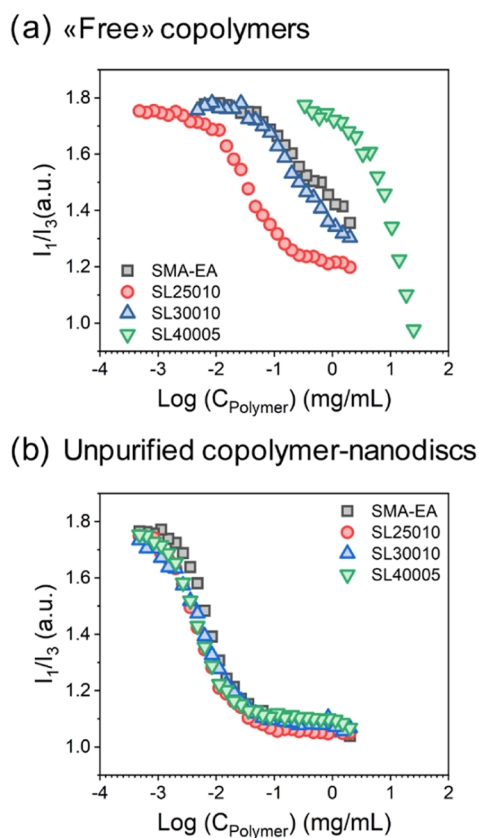 (a) «Free» copolymers
1.8
1.6
1.4
1.2
1.0
I₁/I₃(a.u.)
SMA-EA
SL25010
SL30010
SL40005
-4 -3 -2 -1 0 1 2
Log (C_Polymer) (mg/mL)
(b) Unpurified copolymer-nanodiscs
1.8
1.6
1.4
1.2
1.0
I₁/I₃ (a.u.)
SMA-EA
SL25010
SL30010
SL40005
-4 -3 -2 -1 0 1 2
Log (C_Polymer) (mg/mL)